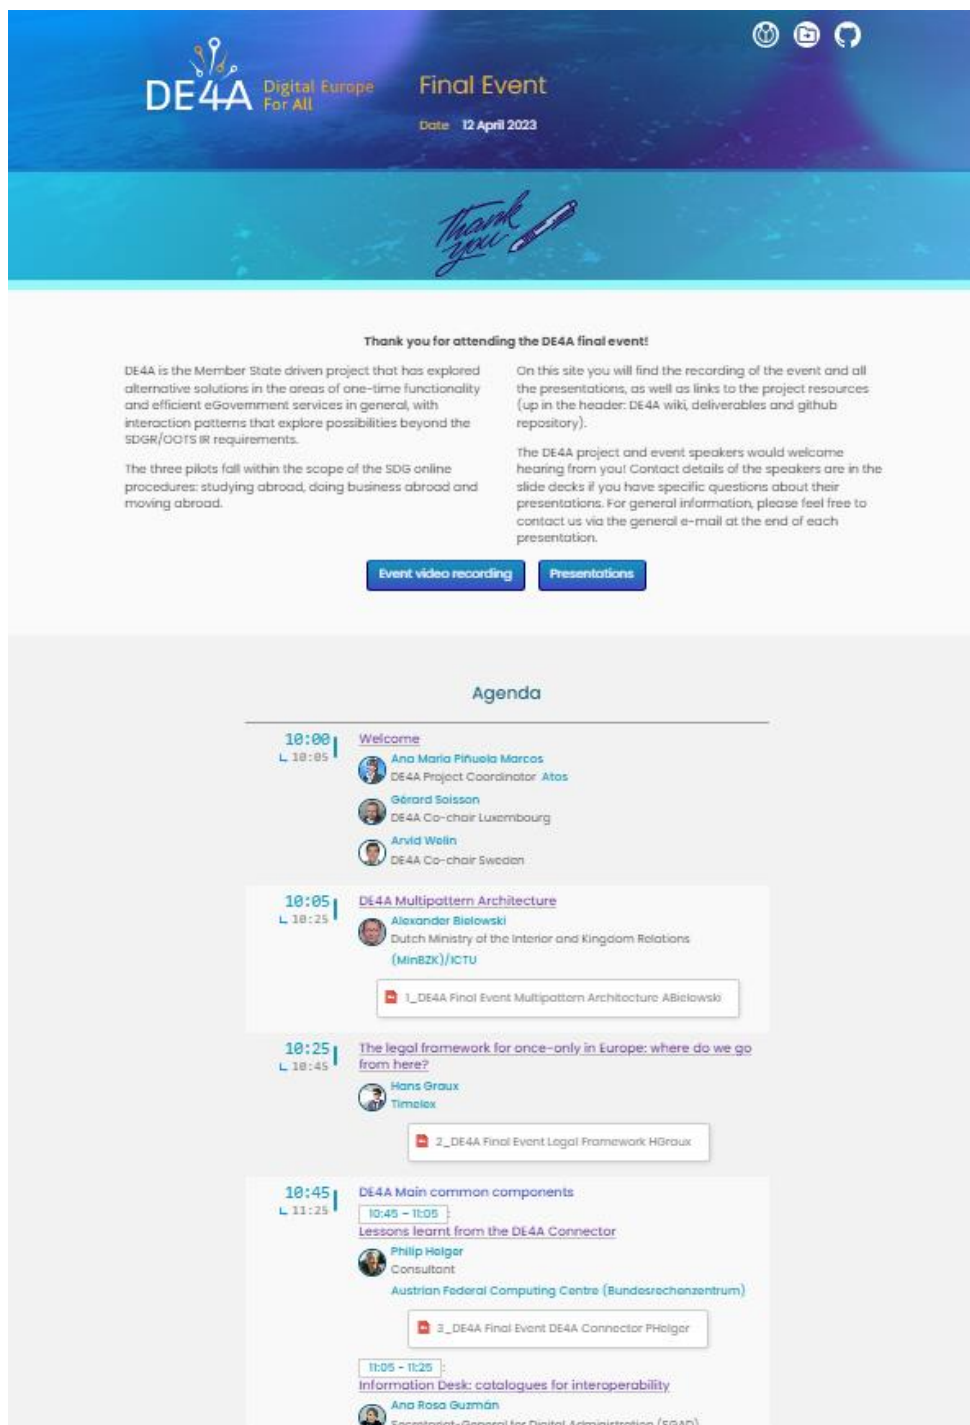 DE4A Digital Europe
For All
Final Event
Date 12 April 2023
Thank
you
Thank you for attending the DE4A final event!
DE4A is the Member State driven project that has explored
alternative solutions in the areas of one-time functionality
and efficient eGovernment services in general, with
interaction patterns that explore possibilities beyond the
SDGR/OOTS IR requirements.
The three pilots fall within the scope of the SDG online
procedures: studying abroad, doing business abroad and
moving abroad.
On this site you will find the recording of the event and all
the presentations, as well as links to the project resources
(up in the header: DE4A wiki, deliverables and github
repository).
The DE4A project and event speakers would welcome
hearing from you! Contact details of the speakers are in the
slide decks if you have specific questions about their
presentations. For general information, please feel free to
contact us via the general e-mail at the end of each
presentation.
Event video recording
Presentations
Agenda
10:00
10:05
Welcome
Ana María Piñuela Marcos
DE4A Project Coordinator Atos
Gérard Soisson
DE4A Co-chair Luxembourg
Arvid Welin
DE4A Co-chair Sweden
10:05
10:25
DE4A Multipattern Architecture
Alexander Bielowski
Dutch Ministry of the Interior and Kingdom Relations
(MinBZK)/ICTU
1_DE4A Final Event Multipattern Architecture ABielowski
10:25
10:45
The legal framework for once-only in Europe: where do we go
from here?
Hans Graux
Timelex
2_DE4A Final Event Legal Framework HGraux
10:45
11:25
DE4A Main common components
10:45 - 11:05 :
Lessons learnt from the DE4A Connector
Philip Helger
Consultant
Austrian Federal Computing Centre (Bundesrechenzentrum)
3_DE4A Final Event DE4A Connector PHelger
11:05 - 11:25 :
Information Desk: catalogues for interoperability
Ana Rosa Guzmán
Secretariat-General for Digital Administration (SGAD)